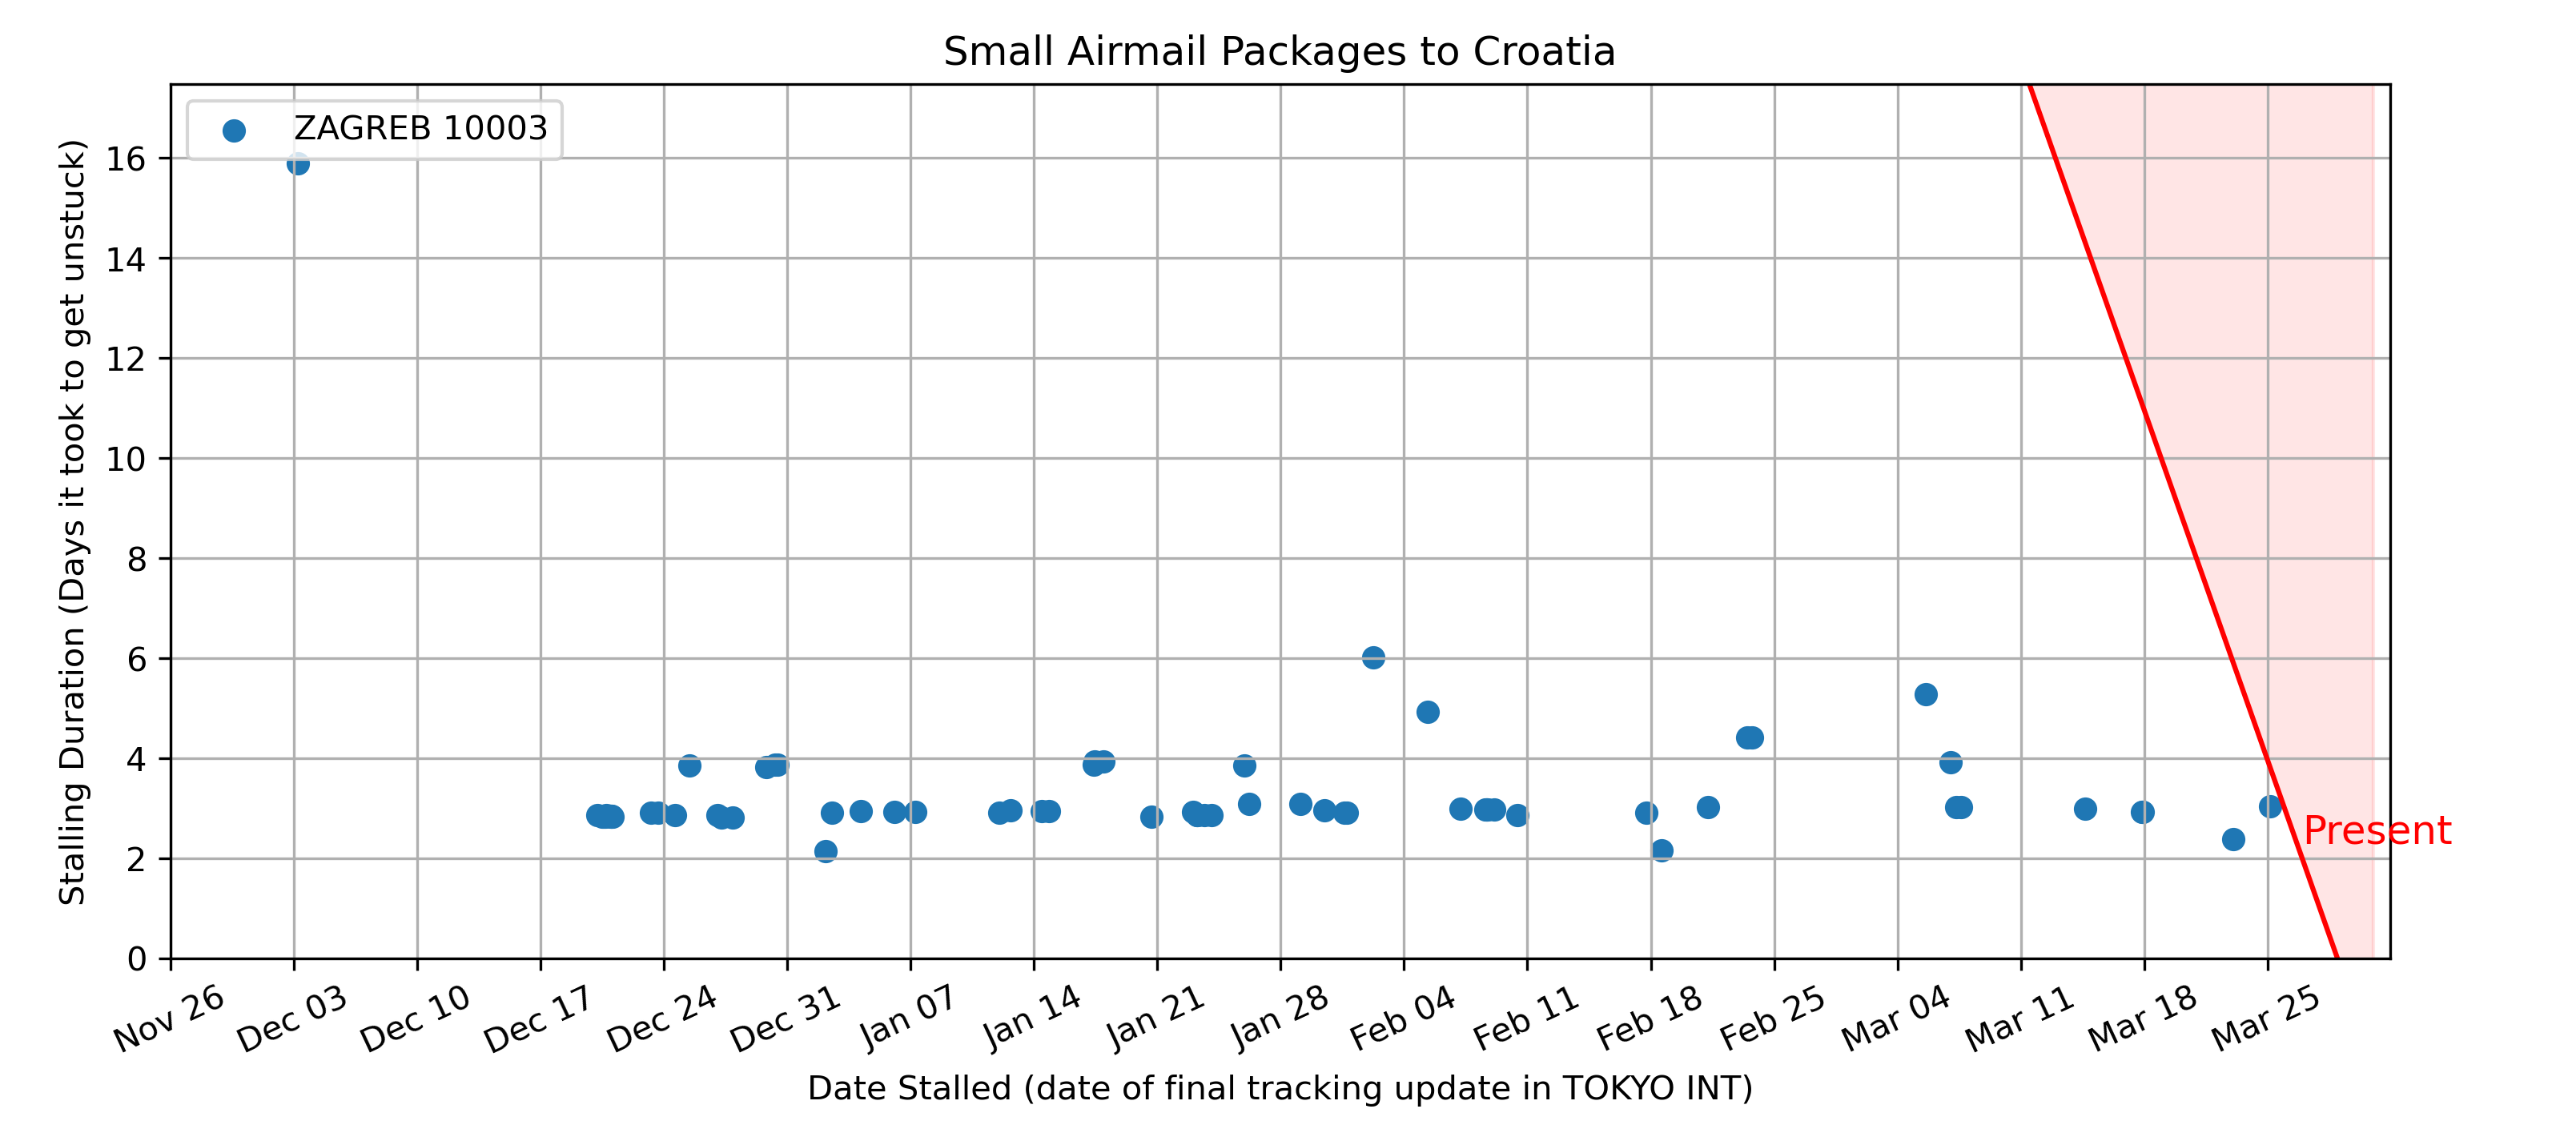 Small Airmail Packages to Croatia
ZAGREB 10003
Stalling Duration (Days it took to get unstuck)
16
14
12
10
8
6
4
2
0
Present
Nov 26
Dec 03
Dec 10
Dec 17
Dec 24
Dec 31
Jan 07
Jan 14
Jan 21
Jan 28
Feb 04
Feb 11
Feb 18
Feb 25
Mar 04
Mar 11
Mar 18
Mar 25
Date Stalled (date of final tracking update in TOKYO INT)